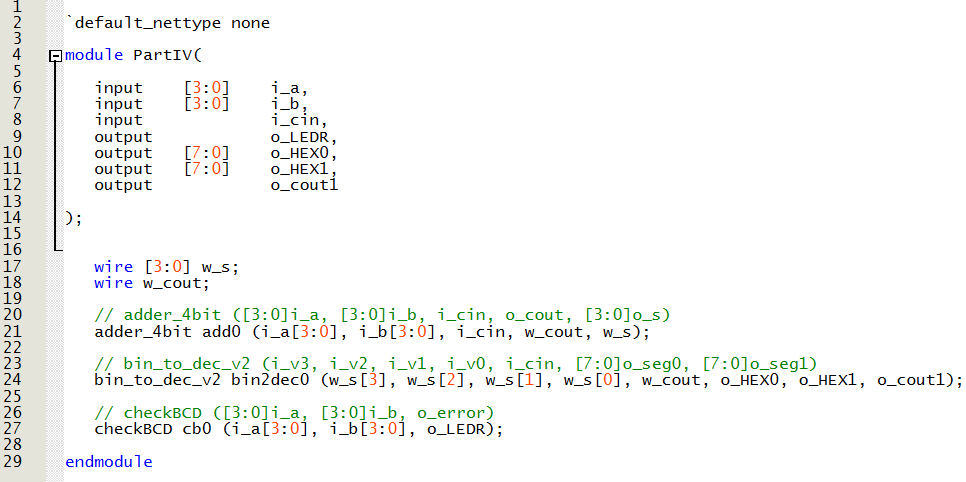 1
2 `default_nettype none
3
4 module PartIV(
5
6 input [3:0] i_a,
7 input [3:0] i_b,
8 input i_cin,
9 output o_LEDR,
10 output [7:0] o_HEX0,
11 output [7:0] o_HEX1,
12 output o_cout1
13
14 );
15
16
17 wire [3:0] w_s;
18 wire w_cout;
19
20 // adder_4bit ([3:0]i_a, [3:0]i_b, i_cin, o_cout, [3:0]o_s)
21 adder_4bit add0 (i_a[3:0], i_b[3:0], i_cin, w_cout, w_s);
22
23 // bin_to_dec_v2 (i_v3, i_v2, i_v1, i_v0, i_cin, [7:0]o_seg0, [7:0]o_seg1)
24 bin_to_dec_v2 bin2dec0 (w_s[3], w_s[2], w_s[1], w_s[0], w_cout, o_HEX0, o_HEX1, o_cout1);
25
26 // checkBCD ([3:0]i_a, [3:0]i_b, o_error)
27 checkBCD cb0 (i_a[3:0], i_b[3:0], o_LEDR);
28
29 endmodule